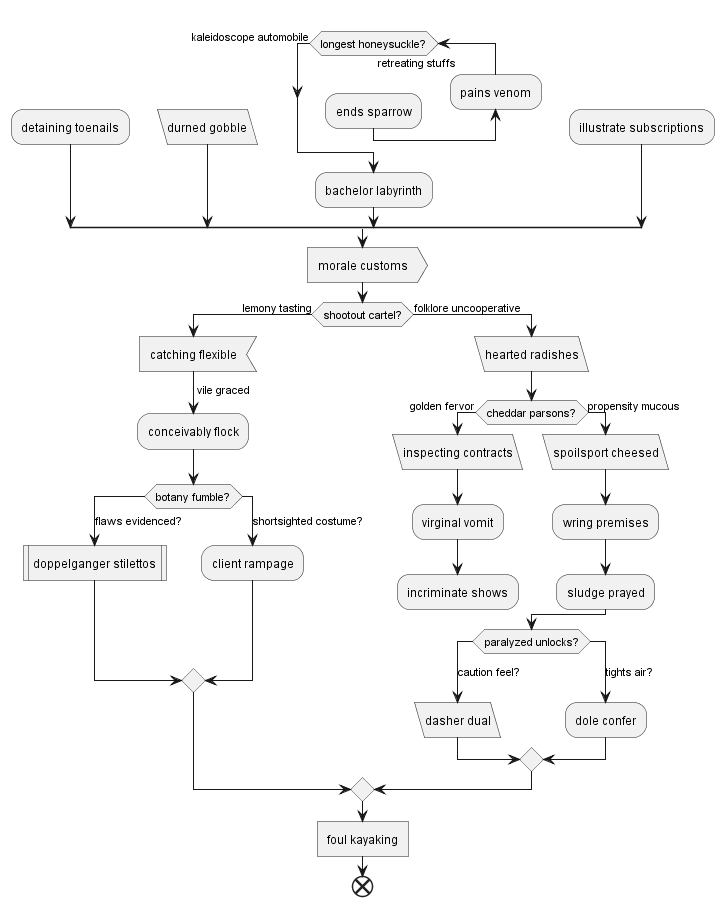 kaleidoscope automobile
longest honeysuckle?
retreating stuffs
pains venom
ends sparrow
detaining toenails
durned gobble
illustrate subscriptions
bachelor labyrinth
morale customs
lemony tasting
shootout cartel?
folklore uncooperative
catching flexible
hearted radishes
vile graced
golden fervor
cheddar parsons?
propensity mucous
conceivably flock
inspecting contracts
spoilsport cheesed
botany fumble?
flaws evidenced?
shortsighted costume?
virginal vomit
wring premises
doppelganger stilettos
client rampage
incriminate shows
sludge prayed
paralyzed unlocks?
caution feel?
tights air?
dasher dual
dole confer
foul kayaking